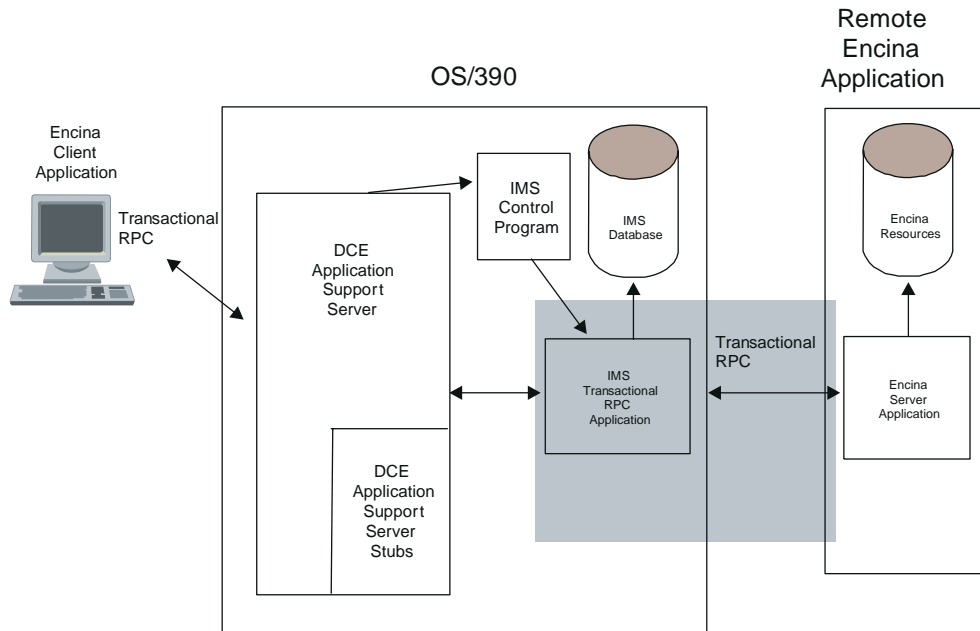 Remote
Encina
Application
OS/390
Encina
Client
Application
Transactional
RPC
DCE
Application
Support
Server
IMS
Control
Program
IMS
Database
Encina
Resources
IMS
Transactional
RPC
Application
Transactional
RPC
Encina
Server
Application
DCE
Application
Support
Server
Stubs